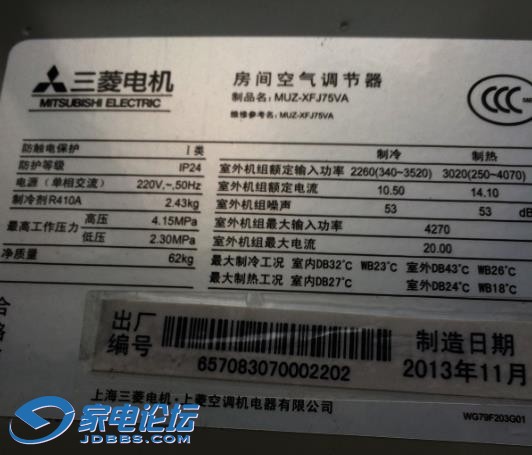 三菱电机
MITSUBISHI ELECTRIC
房间空气调节器
制品名：MUZ-XFJ75VA
维修参考名：MUZ-XFJ75VA
CCC
防触电保护 I 类
防护等级 IP24
电源（单相交流） 220V,~,50Hz
制冷剂R410A 2.43kg
最高工作压力 高压 4.15MPa
低压 2.30MPa
净质量 62kg
制冷 制热
室外机组额定输入功率 2260(340~3520) 3020(250~4070)
室外机组额定电流 10.50 14.10
室外机组噪声 53 53 dB
室外机组最大输入功率 4270
室外机组最大电流 20.00
最大制冷工况 室内DB32℃ WB23℃ 室外DB43℃ WB26℃
最大制热工况 室内DB27℃ 室外DB24℃ WB18℃
合格
出厂编号
657083070002202
制造日期
2013年11月
上海三菱电机·上菱空调机电器有限公司
WG79F203G01
家电论坛
JDBBS.COM